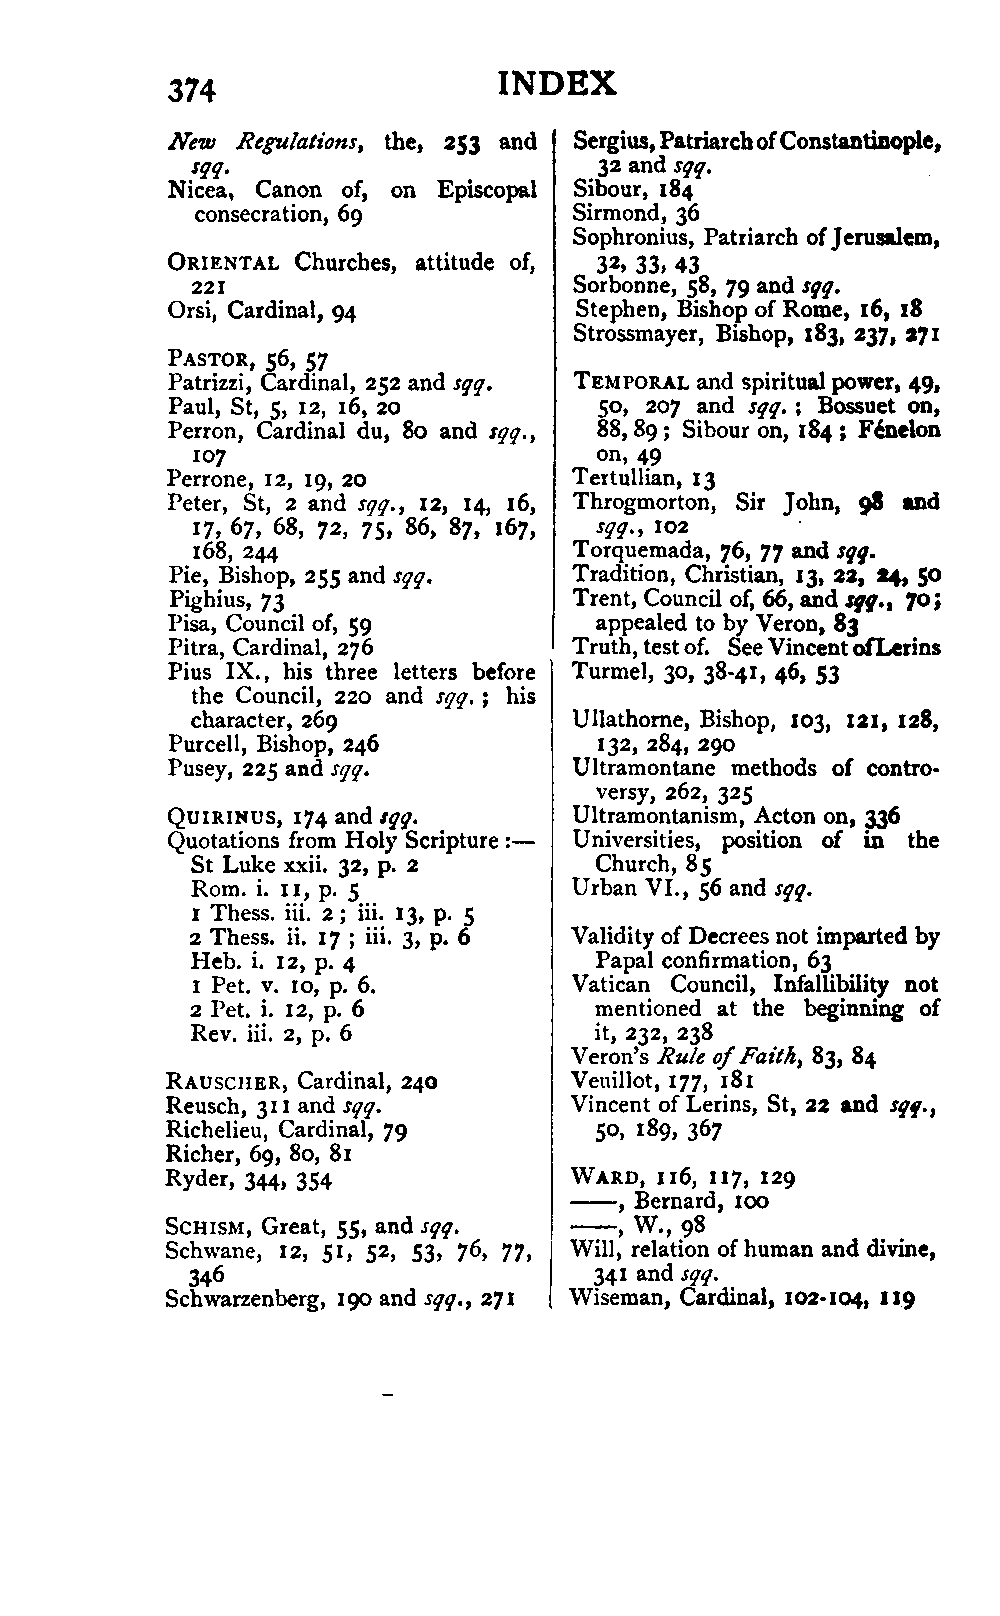 374
INDEX
New Regulations, the, 253 and
sqq.
Nicea, Canon of, on Episcopal
consecration, 69
ORIENTAL Churches, attitude of,
221
Orsi, Cardinal, 94
PASTOR, 56, 57
Patrizzi, Cardinal, 252 and sqq.
Paul, St, 5, 12, 16, 20
Perron, Cardinal du, 80 and sqq.,
107
Perrone, 12, 19, 20
Peter, St, 2 and sqq., 12, 14, 16,
17, 67, 68, 72, 75, 86, 87, 167,
168, 244
Pie, Bishop, 255 and sqq.
Pighius, 73
Pisa, Council of, 59
Pitra, Cardinal, 276
Pius IX., his three letters before
the Council, 220 and sqq. ; his
character, 269
Purcell, Bishop, 246
Pusey, 225 and sqq.
QUIRINUS, 174 and sqq.
Quotations from Holy Scripture :—
St Luke xxii. 32, p. 2
Rom. i. 11, p. 5
1 Thess. iii. 2 ; iii. 13, p. 5
2 Thess. ii. 17 ; iii. 3, p. 6
Heb. i. 12, p. 4
1 Pet. v. 10, p. 6.
2 Pet. i. 12, p. 6
Rev. iii. 2, p. 6
RAUSCHER, Cardinal, 240
Reusch, 311 and sqq.
Richelieu, Cardinal, 79
Richer, 69, 80, 81
Ryder, 344, 354
SCHISM, Great, 55, and sqq.
Schwane, 12, 51, 52, 53, 76, 77,
346
Schwarzenberg, 190 and sqq., 271
Sergius, Patriarch of Constantinople,
32 and sqq.
Sibour, 184
Sirmond, 36
Sophronius, Patriarch of Jerusalem,
32, 33, 43
Sorbonne, 58, 79 and sqq.
Stephen, Bishop of Rome, 16, 18
Strossmayer, Bishop, 183, 237, 271
TEMPORAL and spiritual power, 49,
50, 207 and sqq. ; Bossuet on,
88, 89 ; Sibour on, 184 ; Fénelon
on, 49
Tertullian, 13
Throgmorton, Sir John, 98 and
sqq., 102
Torquemada, 76, 77 and sqq.
Tradition, Christian, 13, 22, 24, 50
Trent, Council of, 66, and sqq., 70 ;
appealed to by Veron, 83
Truth, test of. See Vincent of Lerins
Turmel, 30, 38-41, 46, 53
Ullathorne, Bishop, 103, 121, 128,
132, 284, 290
Ultramontane methods of contro-
versy, 262, 325
Ultramontanism, Acton on, 336
Universities, position of in the
Church, 85
Urban VI., 56 and sqq.
Validity of Decrees not imparted by
Papal confirmation, 63
Vatican Council, Infallibility not
mentioned at the beginning of
it, 232, 238
Veron's Rule of Faith, 83, 84
Veuillot, 177, 181
Vincent of Lerins, St, 22 and sqq.,
50, 189, 367
WARD, 116, 117, 129
——, Bernard, 100
——, W., 98
Will, relation of human and divine,
341 and sqq.
Wiseman, Cardinal, 102-104, 119